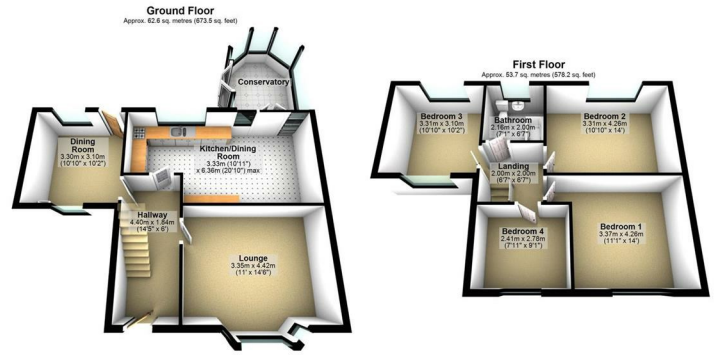 Ground Floor
Approx. 62.6 sq. metres (673.5 sq. feet)
Conservatory
Dining
Room
3.30m x 3.10m
(10'10" x 10'2")
Kitchen/Dining
Room
3.33m (10'11")
x 6.36m (20'10") max
Hallway
4.40m x 1.84m
(14'5" x 6')
Lounge
3.35m x 4.42m
(11' x 14'6")
First Floor
Approx. 53.7 sq. metres (578.2 sq. feet)
Bedroom 3
3.31m x 3.10m
(10'10" x 10'2")
Bathroom
2.16m x 2.00m
(7'1" x 6'7")
Bedroom 2
3.31m x 4.26m
(10'10" x 14')
Landing
2.00m x 2.00m
(6'7" x 6'7")
Bedroom 4
2.41m x 2.78m
(7'11" x 9'1")
Bedroom 1
3.37m x 4.26m
(11'1" x 14')